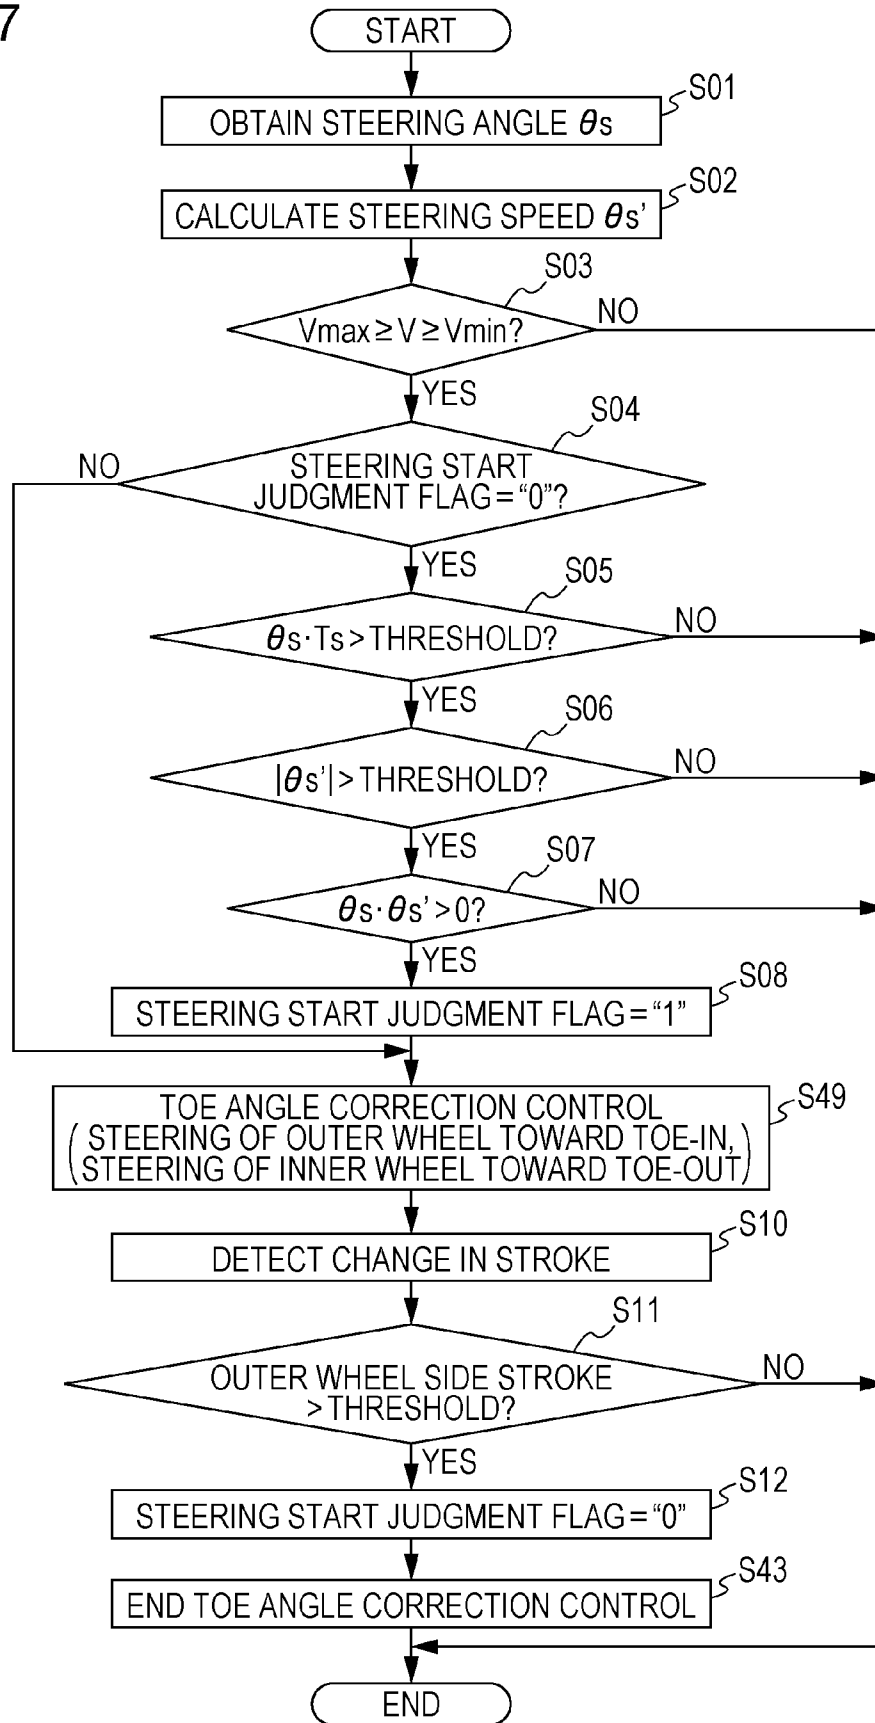 7
START
S01
OBTAIN STEERING ANGLE θs
S02
CALCULATE STEERING SPEED θs'
S03
Vmax ≥ V ≥ Vmin?
NO
YES
S04
NO
STEERING START
JUDGMENT FLAG = “0”?
YES
S05
θs·Ts > THRESHOLD?
NO
YES
S06
|θs'| > THRESHOLD?
NO
YES
S07
θs·θs' > 0?
NO
YES
S08
STEERING START JUDGMENT FLAG = “1”
S49
TOE ANGLE CORRECTION CONTROL
(STEERING OF OUTER WHEEL TOWARD TOE-IN,
STEERING OF INNER WHEEL TOWARD TOE-OUT)
S10
DETECT CHANGE IN STROKE
S11
OUTER WHEEL SIDE STROKE
> THRESHOLD?
NO
YES
S12
STEERING START JUDGMENT FLAG = “0”
S43
END TOE ANGLE CORRECTION CONTROL
END